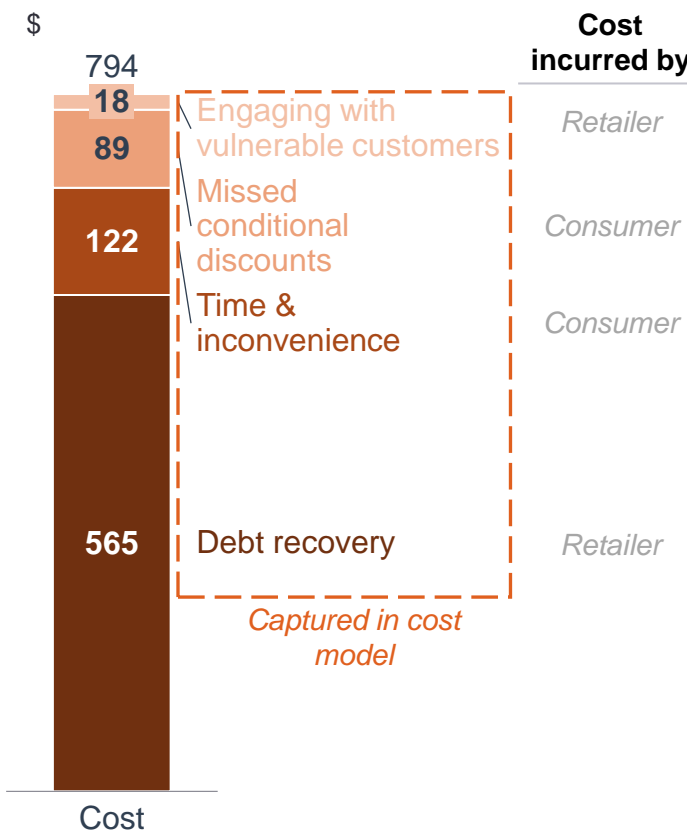 $
Cost
incurred by
794
18
Engaging with
vulnerable customers
Retailer
89
Missed
conditional
discounts
Consumer
122
Time &
inconvenience
Consumer
565
Debt recovery
Retailer
Captured in cost
model
Cost